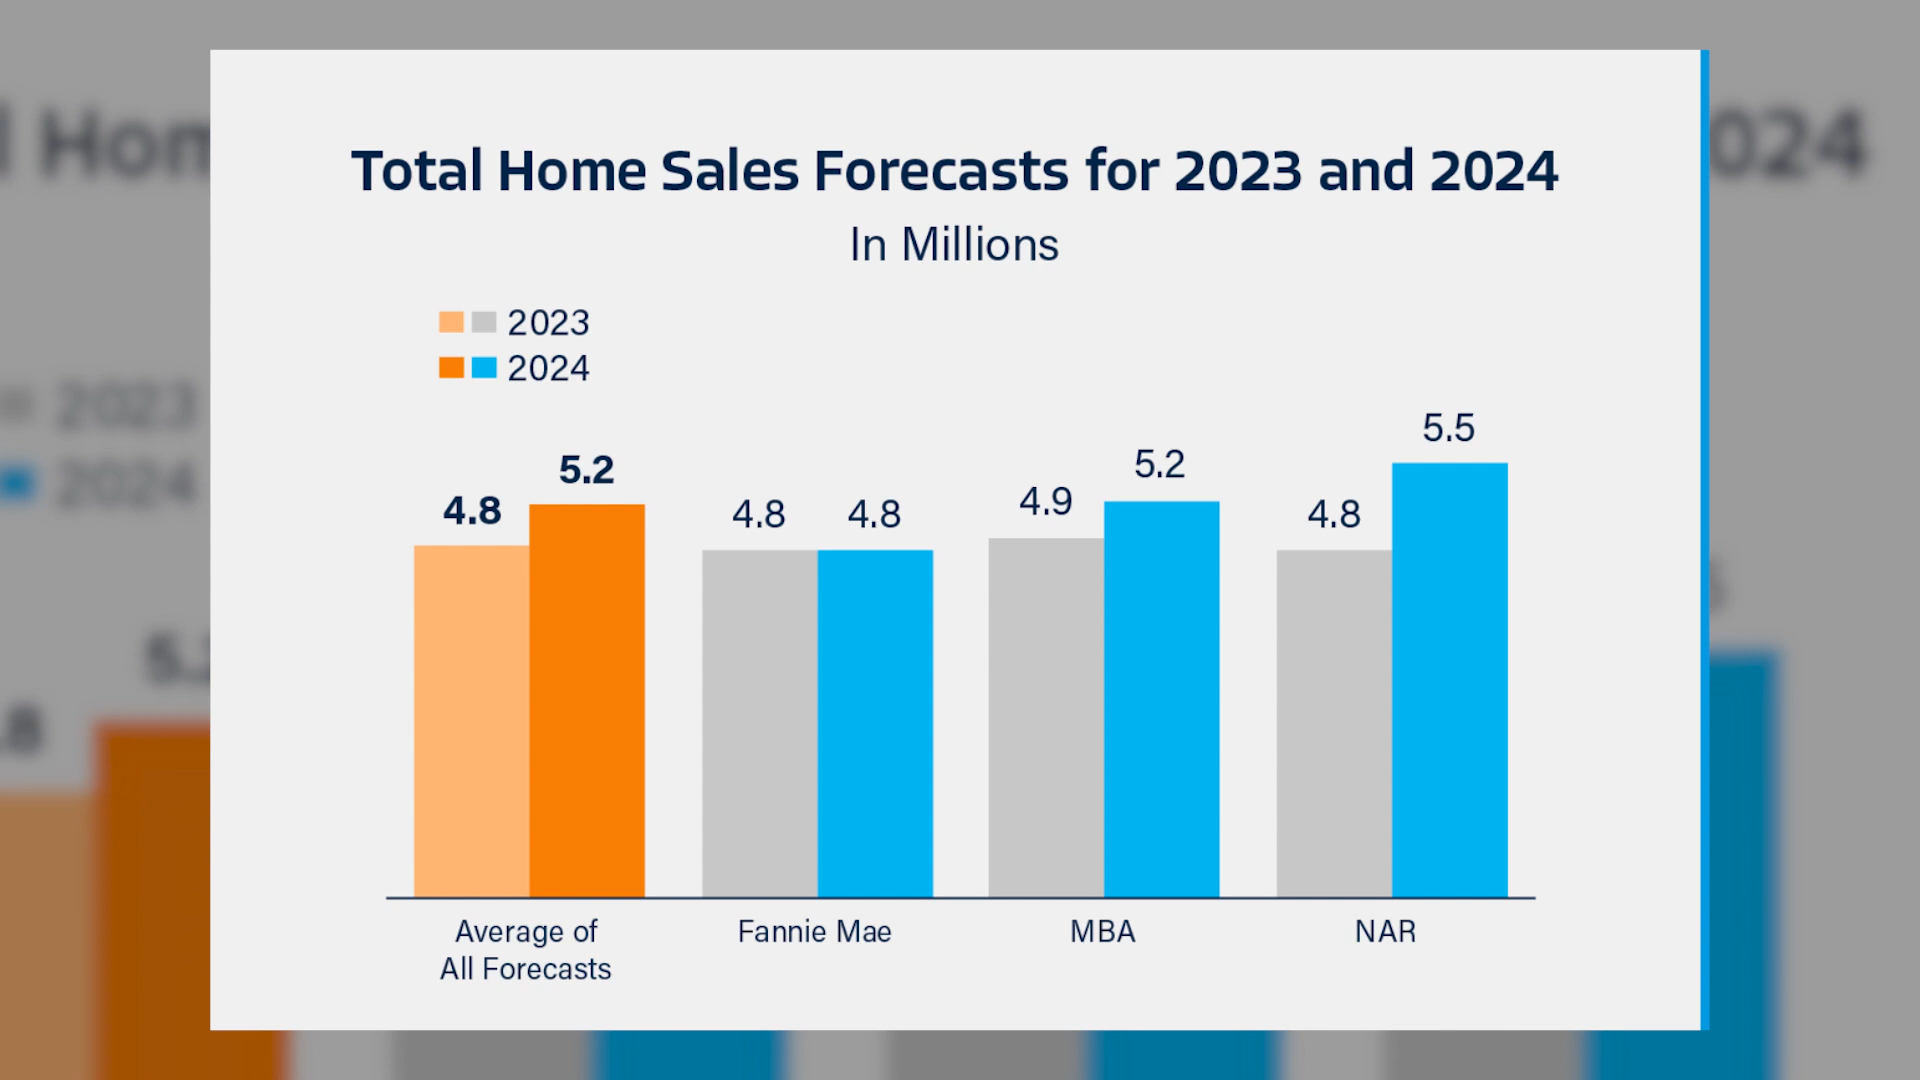 Total Home Sales Forecasts for 2023 and 2024
In Millions
2023
2024
4.8
5.2
4.8
4.8
4.9
5.2
4.8
5.5
Average of
All Forecasts
Fannie Mae
MBA
NAR